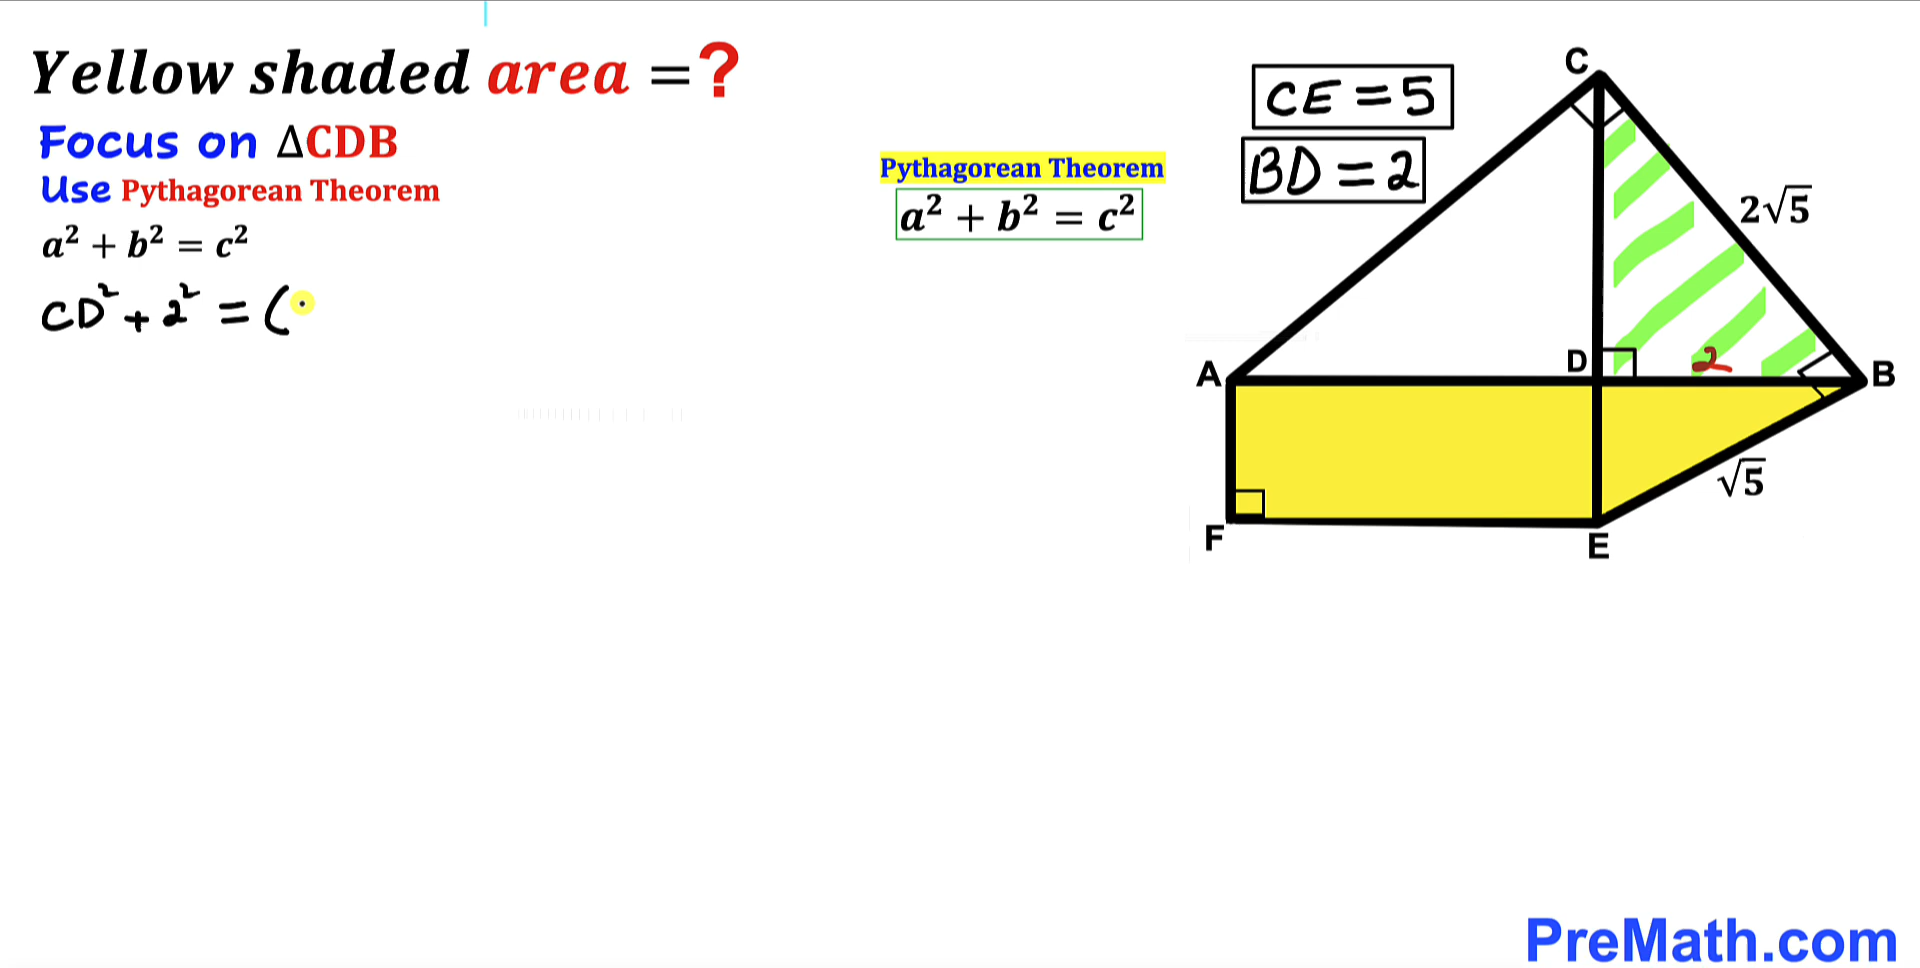 Yellow shaded area = ?
Focus on ΔCDB
Use Pythagorean Theorem
a² + b² = c²
CD² + 2² = (
Pythagorean Theorem
a² + b² = c²
CE = 5
BD = 2
C
2√5
A
D
2
B
√5
F
E
PreMath.com